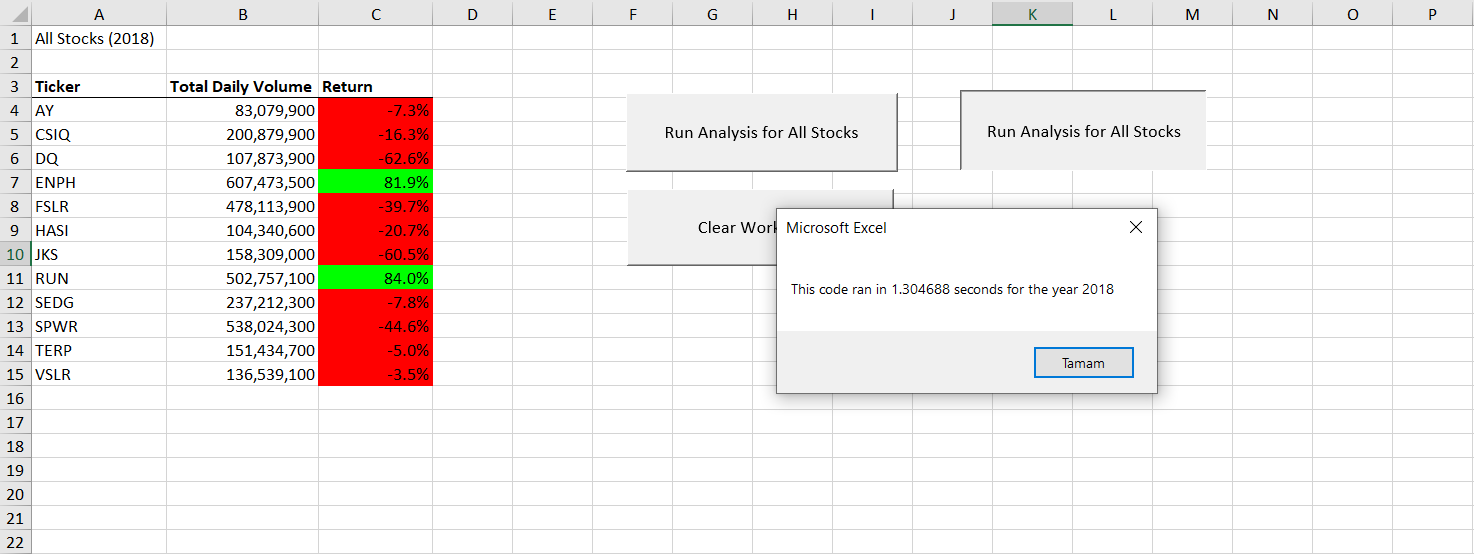 A B C D E F G H I J K L M N O P
1 All Stocks (2018)
2
3 Ticker Total Daily Volume Return
4 AY 83,079,900 -7.3%
5 CSIQ 200,879,900 -16.3%
6 DQ 107,873,900 -62.6%
7 ENPH 607,473,500 81.9%
8 FSLR 478,113,900 -39.7%
9 HASI 104,340,600 -20.7%
10 JKS 158,309,000 -60.5%
11 RUN 502,757,100 84.0%
12 SEDG 237,212,300 -7.8%
13 SPWR 538,024,300 -44.6%
14 TERP 151,434,700 -5.0%
15 VSLR 136,539,100 -3.5%
16
17
18
19
20
21
22
Run Analysis for All Stocks
Run Analysis for All Stocks
Clear Work
Microsoft Excel
This code ran in 1.304688 seconds for the year 2018
Tamam